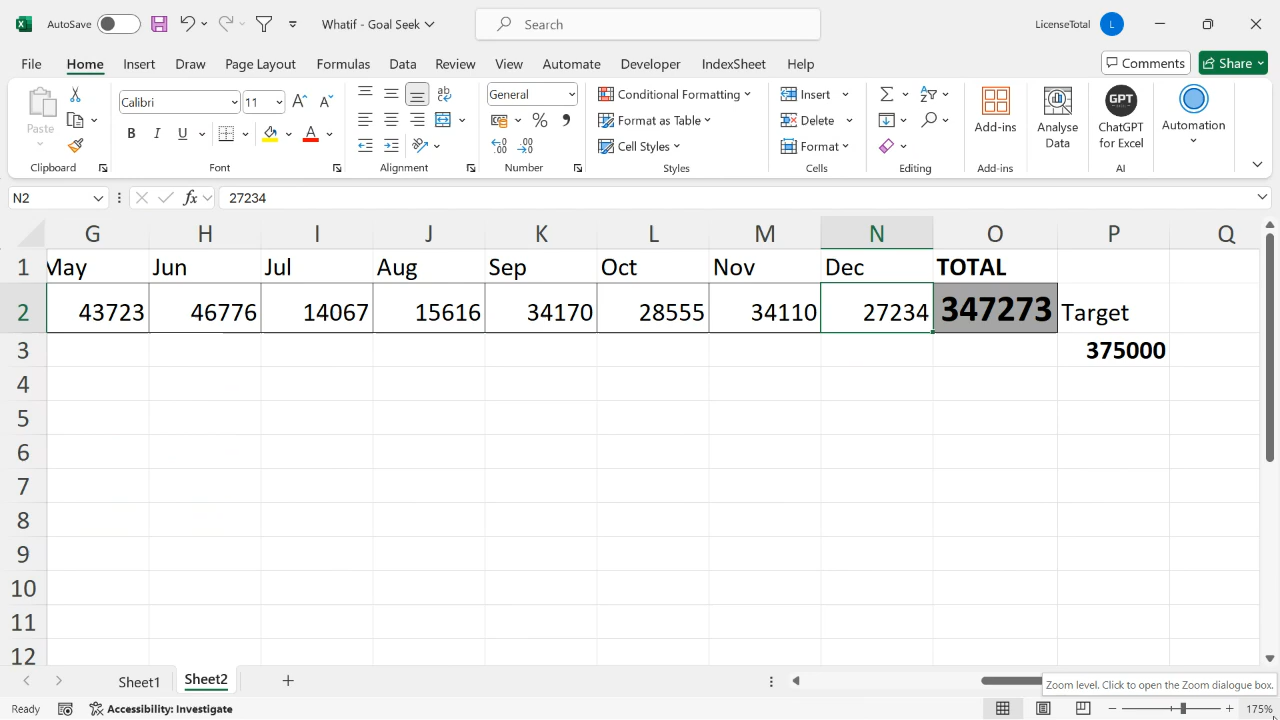 AutoSave Whatif - Goal Seek Search LicenseTotal L
File Home Insert Draw Page Layout Formulas Data Review View Automate Developer IndexSheet Help Comments Share
Paste Calibri 11 General Conditional Formatting Insert Add-ins Analyse Data GPT ChatGPT for Excel Automation
B I U A ab Format as Table Delete
Cell Styles Format
Clipboard Font Alignment Number Styles Cells Editing Add-ins AI
N2 fx 27234
G H I J K L M N O P Q
1 May Jun Jul Aug Sep Oct Nov Dec TOTAL
2 43723 46776 14067 15616 34170 28555 34110 27234 347273 Target
3 375000
4
5
6
7
8
9
10
11
12
Sheet1 Sheet2 Zoom level. Click to open the Zoom dialogue box.
Ready Accessibility: Investigate 175%